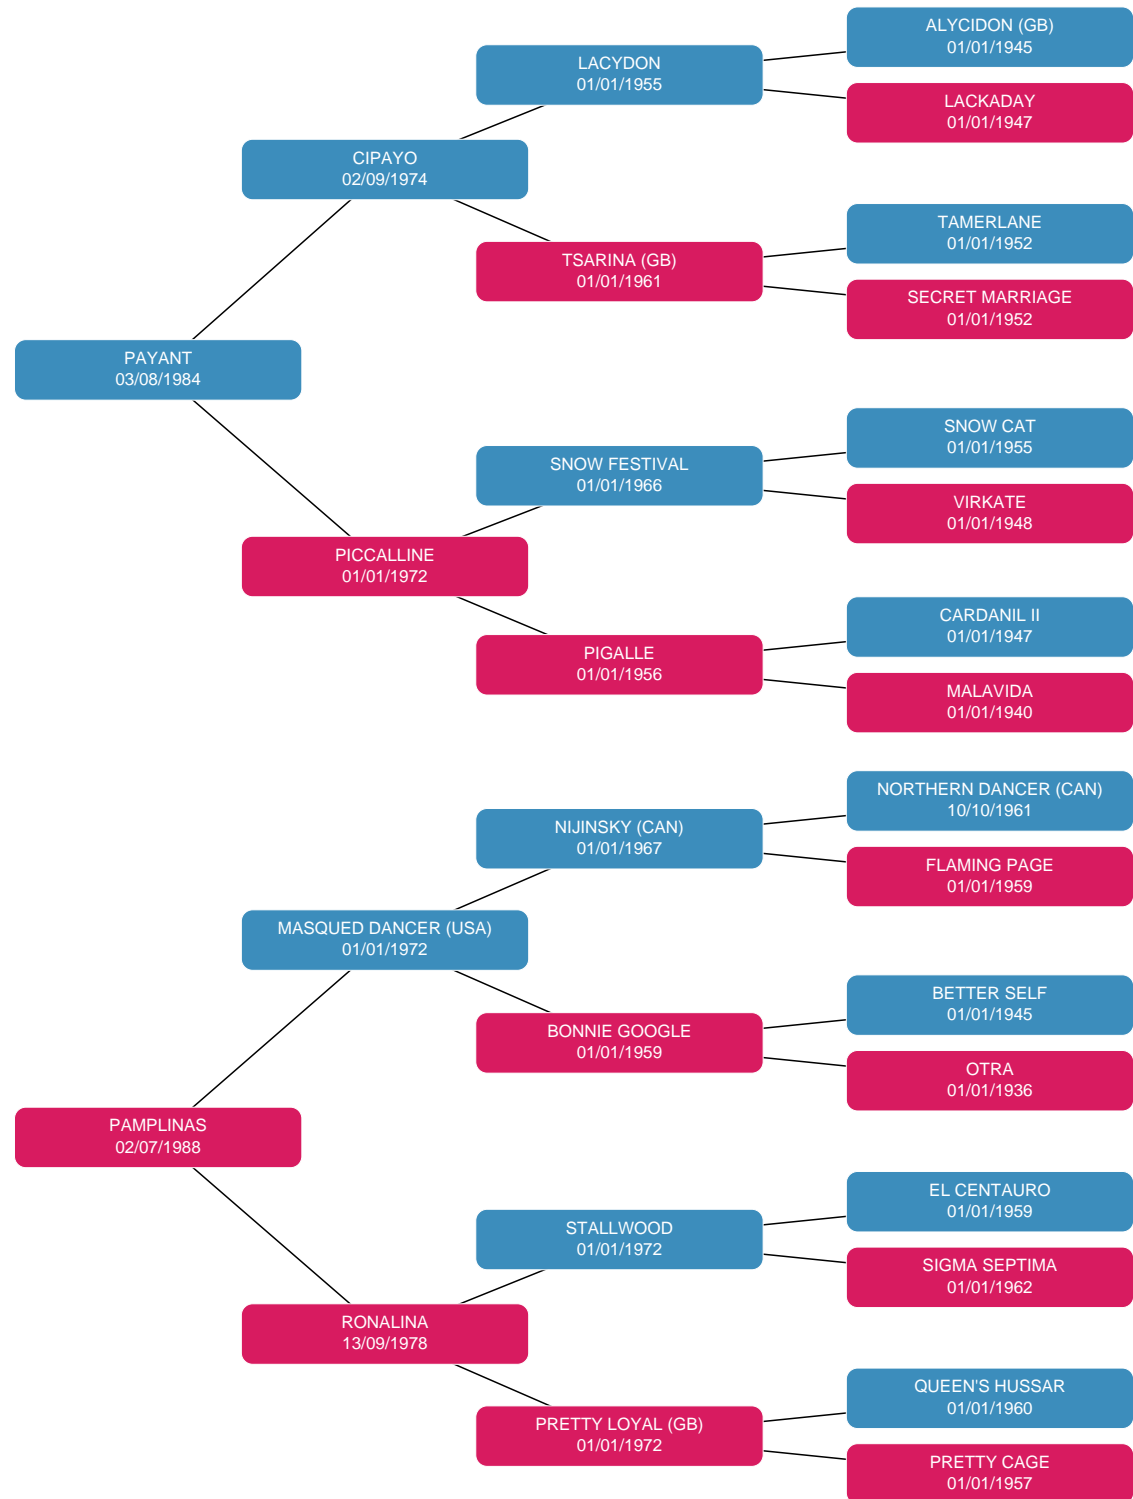 ALYCIDON (GB)
01/01/1945
LACYDON
01/01/1955
LACKADAY
01/01/1947
CIPAYO
02/09/1974
TAMERLANE
01/01/1952
TSARINA (GB)
01/01/1961
SECRET MARRIAGE
01/01/1952
PAYANT
03/08/1984
SNOW CAT
01/01/1955
SNOW FESTIVAL
01/01/1966
VIRKATE
01/01/1948
PICCALLINE
01/01/1972
CARDANIL II
01/01/1947
PIGALLE
01/01/1956
MALAVIDA
01/01/1940
NORTHERN DANCER (CAN)
10/10/1961
NIJINSKY (CAN)
01/01/1967
FLAMING PAGE
01/01/1959
MASQUED DANCER (USA)
01/01/1972
BETTER SELF
01/01/1945
BONNIE GOOGLE
01/01/1959
OTRA
01/01/1936
PAMPLINAS
02/07/1988
EL CENTAURO
01/01/1959
STALLWOOD
01/01/1972
SIGMA SEPTIMA
01/01/1962
RONALINA
13/09/1978
QUEEN'S HUSSAR
01/01/1960
PRETTY LOYAL (GB)
01/01/1972
PRETTY CAGE
01/01/1957